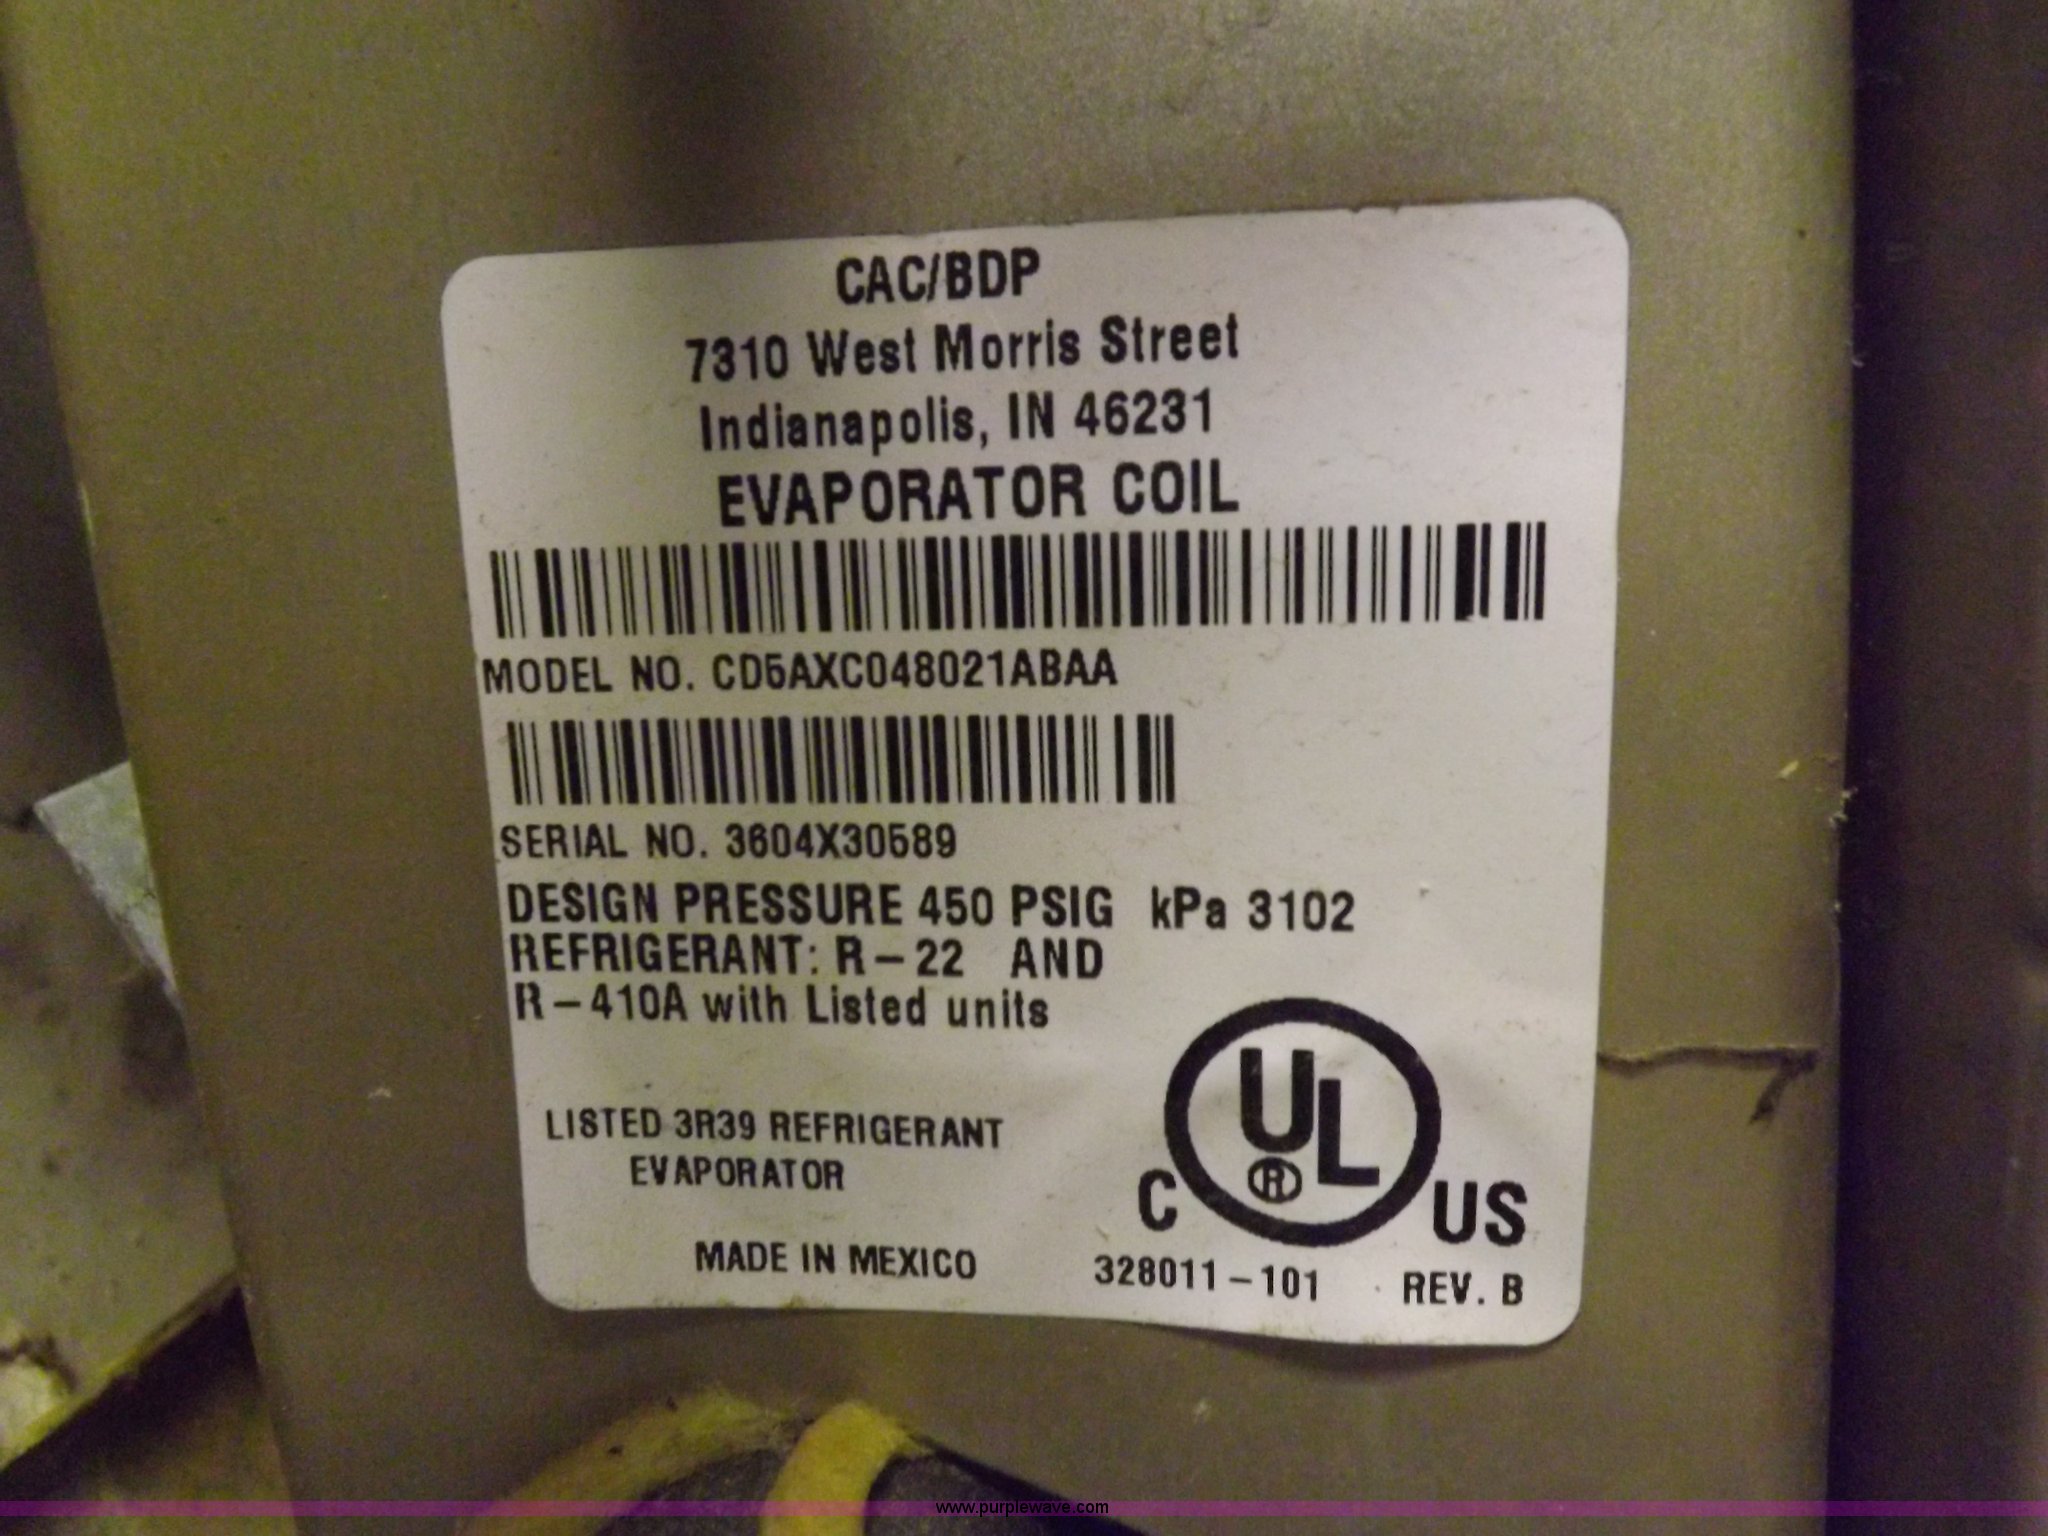 CAC/BDP
7310 West Morris Street
Indianapolis, IN 46231
EVAPORATOR COIL
MODEL NO. CD5AXC048021ABAA
SERIAL NO. 3604X30589
DESIGN PRESSURE 450 PSIG kPa 3102
REFRIGERANT: R-22 AND
R-410A with Listed units
LISTED 3R39 REFRIGERANT
EVAPORATOR
UL
®
C US
MADE IN MEXICO
328011-101 REV. B
www.purplewave.com